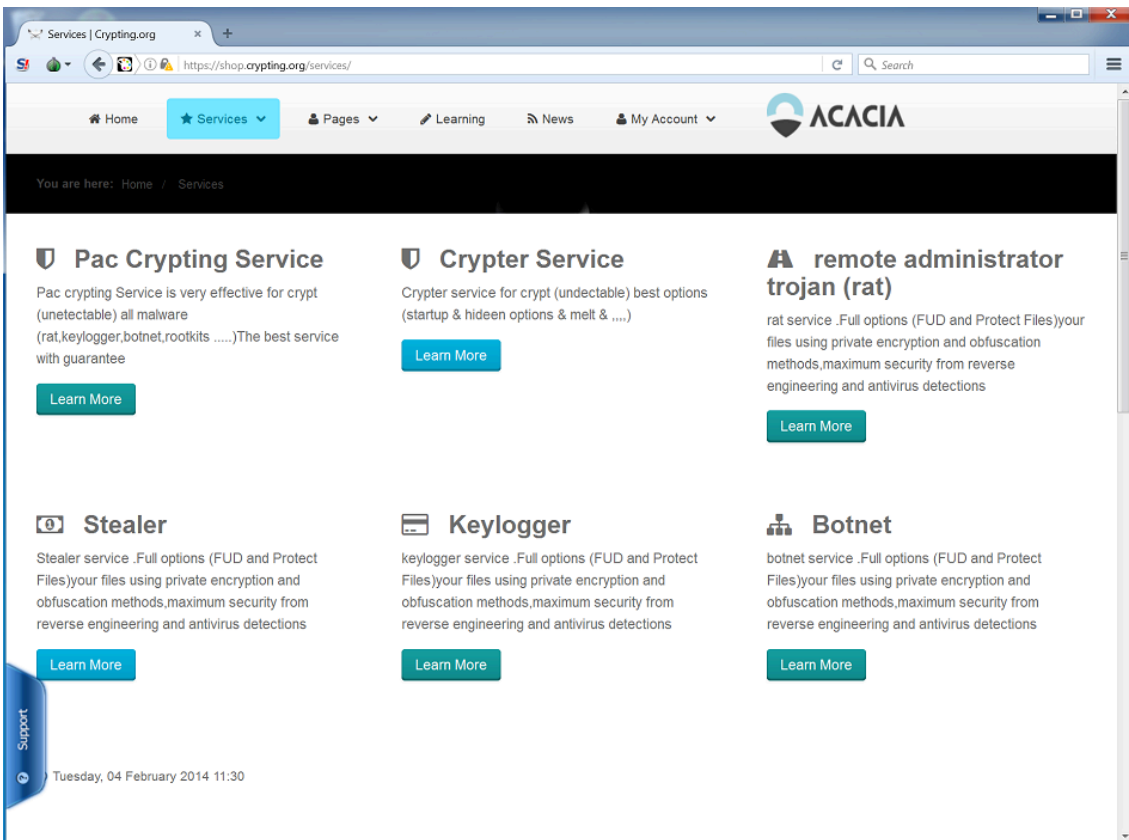 Services | Crypting.org
https://shop.crypting.org/services/
Search
Home
Services
Pages
Learning
News
My Account
ACACIA
You are here: Home / Services
Pac Crypting Service
Pac crypting Service is very effective for crypt
(unetectable) all malware
(rat,keylogger,botnet,rootkits .....)The best service
with guarantee
Learn More
Crypter Service
Crypter service for crypt (undectable) best options
(startup & hideen options & melt & ,,,,)
Learn More
remote administrator
trojan (rat)
rat service .Full options (FUD and Protect Files)your
files using private encryption and obfuscation
methods,maximum security from reverse
engineering and antivirus detections
Learn More
Stealer
Stealer service .Full options (FUD and Protect
Files)your files using private encryption and
obfuscation methods,maximum security from
reverse engineering and antivirus detections
Learn More
Keylogger
keylogger service .Full options (FUD and Protect
Files)your files using private encryption and
obfuscation methods,maximum security from
reverse engineering and antivirus detections
Learn More
Botnet
botnet service .Full options (FUD and Protect
Files)your files using private encryption and
obfuscation methods,maximum security from
reverse engineering and antivirus detections
Learn More
Support
Tuesday, 04 February 2014 11:30